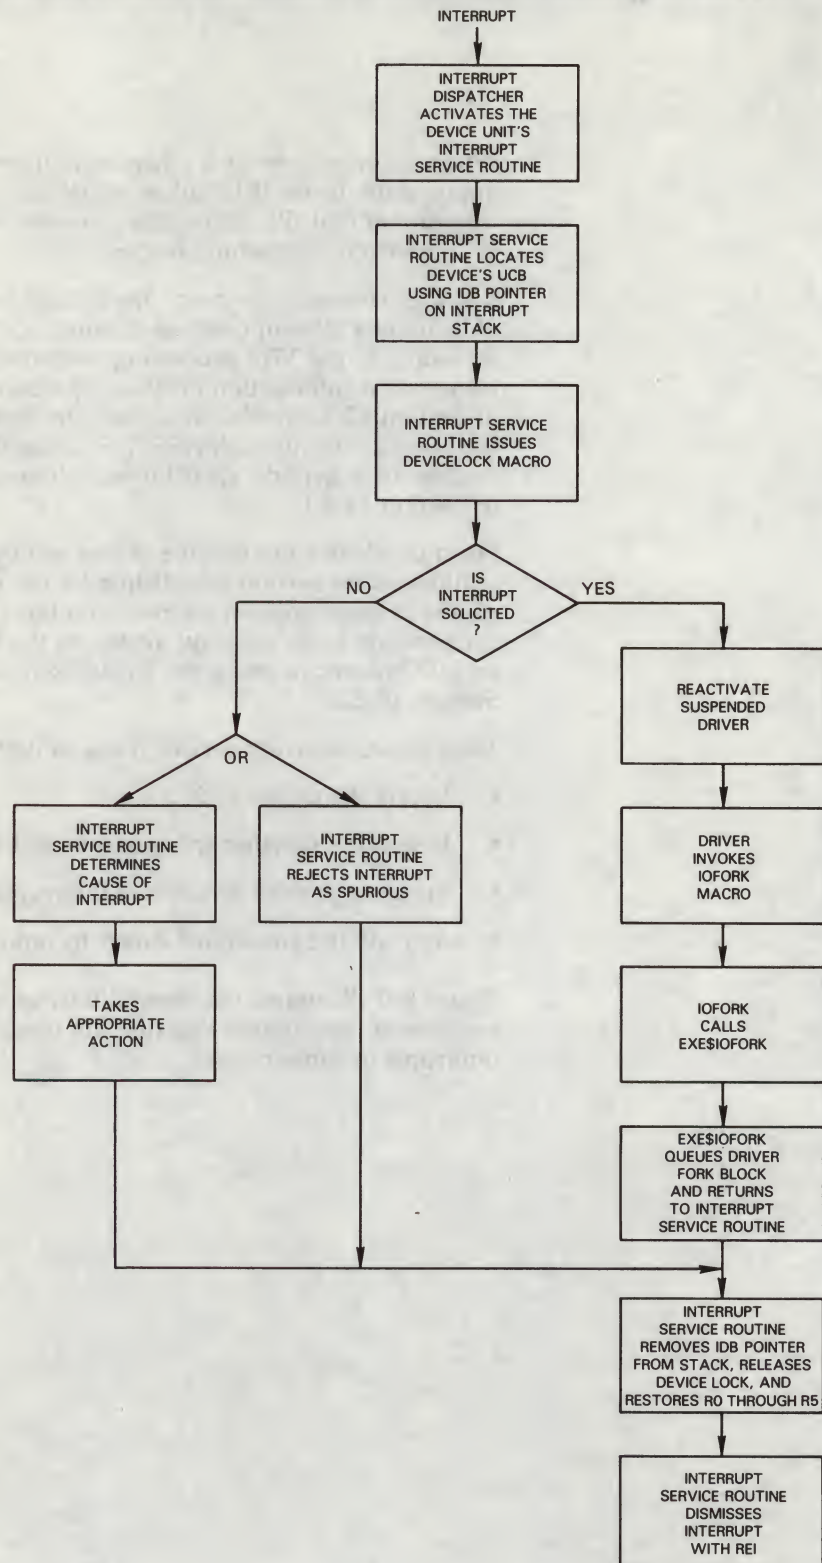 INTERRUPT
INTERRUPT
DISPATCHER
ACTIVATES THE
DEVICE UNIT'S
INTERRUPT
SERVICE ROUTINE
INTERRUPT SERVICE
ROUTINE LOCATES
DEVICE'S UCB
USING IDB POINTER
ON INTERRUPT
STACK
INTERRUPT SERVICE
ROUTINE ISSUES
DEVICELOCK MACRO
NO
IS
INTERRUPT
SOLICITED
?
YES
OR
INTERRUPT
SERVICE ROUTINE
DETERMINES
CAUSE OF
INTERRUPT
TAKES
APPROPRIATE
ACTION
INTERRUPT
SERVICE ROUTINE
REJECTS INTERRUPT
AS SPURIOUS
REACTIVATE
SUSPENDED
DRIVER
DRIVER
INVOKES
IOFORK
MACRO
IOFORK
CALLS
EXE$IOFORK
EXE$IOFORK
QUEUES DRIVER
FORK BLOCK
AND RETURNS
TO INTERRUPT
SERVICE ROUTINE
INTERRUPT
SERVICE ROUTINE
REMOVES IDB POINTER
FROM STACK, RELEASES
DEVICE LOCK, AND
RESTORES R0 THROUGH R5
INTERRUPT
SERVICE ROUTINE
DISMISSES
INTERRUPT
WITH REI